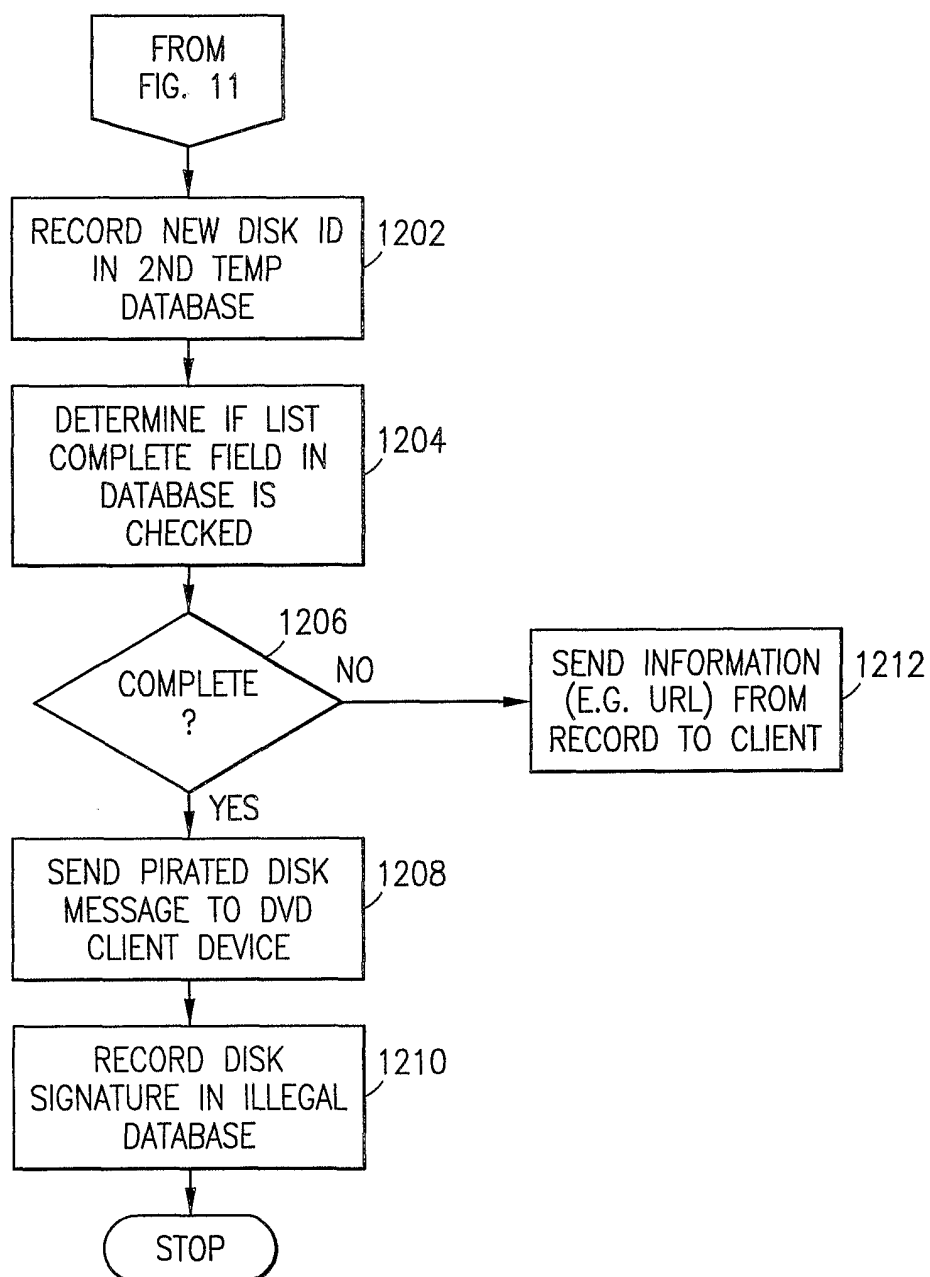 FROM
FIG. 11
RECORD NEW DISK ID
IN 2ND TEMP
DATABASE
1202
DETERMINE IF LIST
COMPLETE FIELD IN
DATABASE IS
CHECKED
1204
1206
COMPLETE
?
NO
SEND INFORMATION
(E.G. URL) FROM
RECORD TO CLIENT
1212
YES
SEND PIRATED DISK
MESSAGE TO DVD
CLIENT DEVICE
1208
RECORD DISK
SIGNATURE IN ILLEGAL
DATABASE
1210
STOP